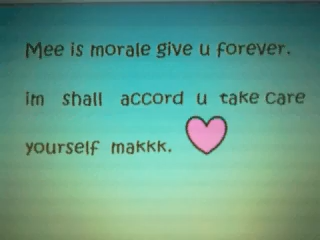 Mee is morale give u forever.
im shall accord u take care
yourself makkk.